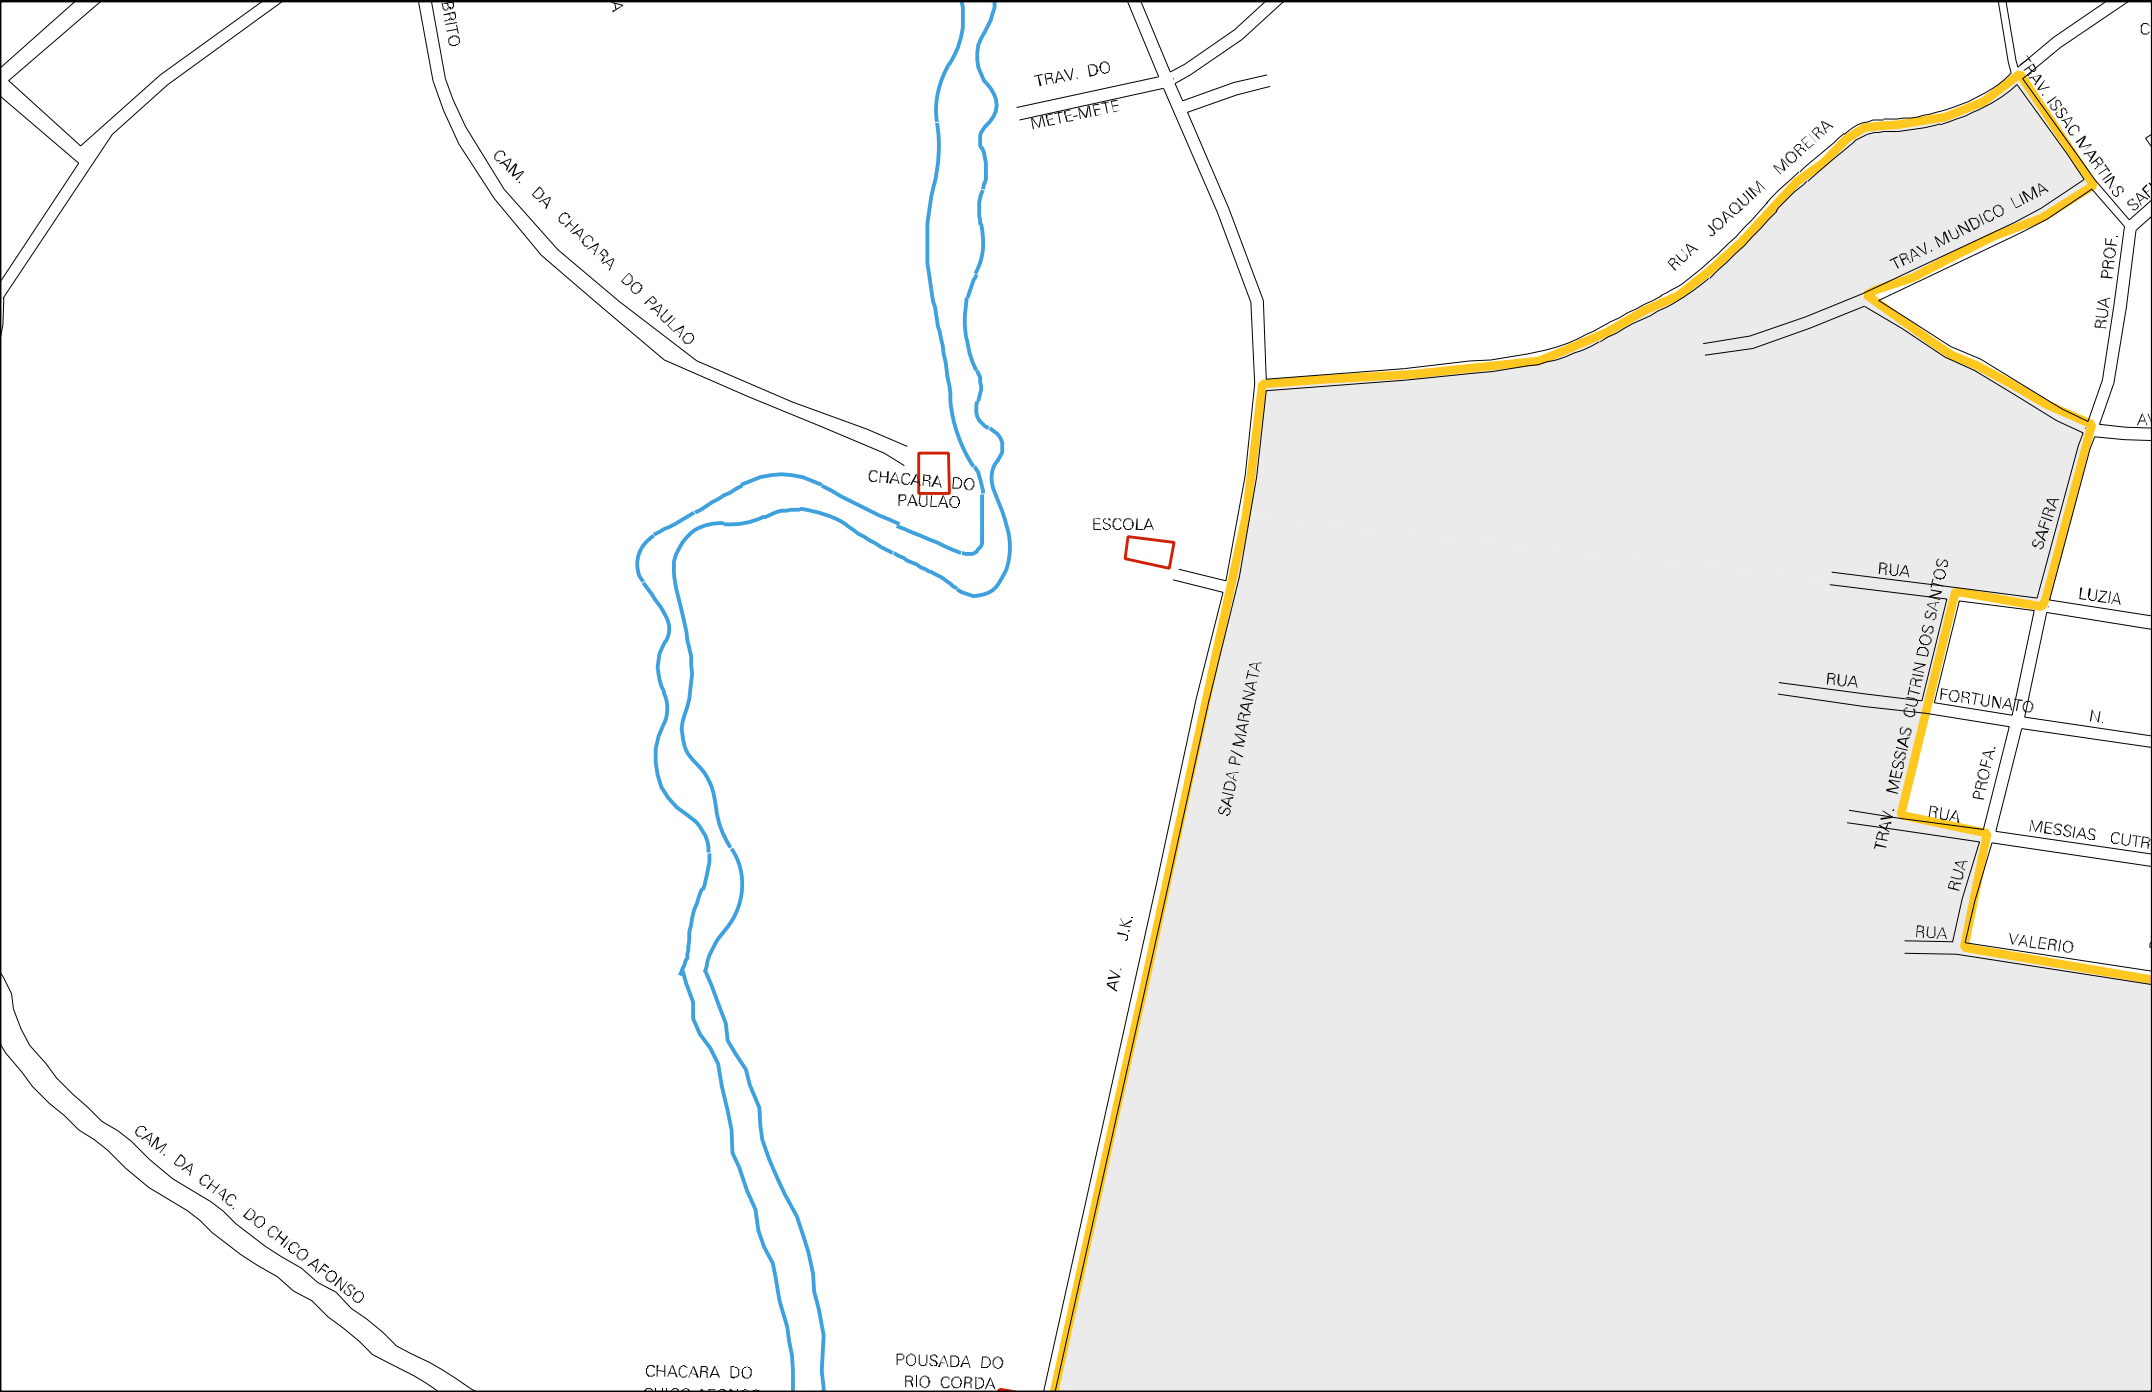 BRITO
TRAV. DO
METE-METE
TRAV. ISSAC MARTINS
CAM. DA CHACARA DO PAULAO
RUA JOAQUIM MOREIRA
TRAV. MUNDICO LIMA
RUA PROF.
CHACARA DO
PAULAO
ESCOLA
SAFIRA
RUA
LUZIA
TRAV. MESSIAS CUTRIN DOS SANTOS
RUA
FORTUNATO
N.
SAIDA P/ MARANATA
PROFA.
RUA
MESSIAS CUTR
RUA
AV. J.K.
RUA
VALERIO
CAM. DA CHAC. DO CHICO AFONSO
POUSADA DO
RIO CORDA
CHACARA DO
CHICO AFONSO